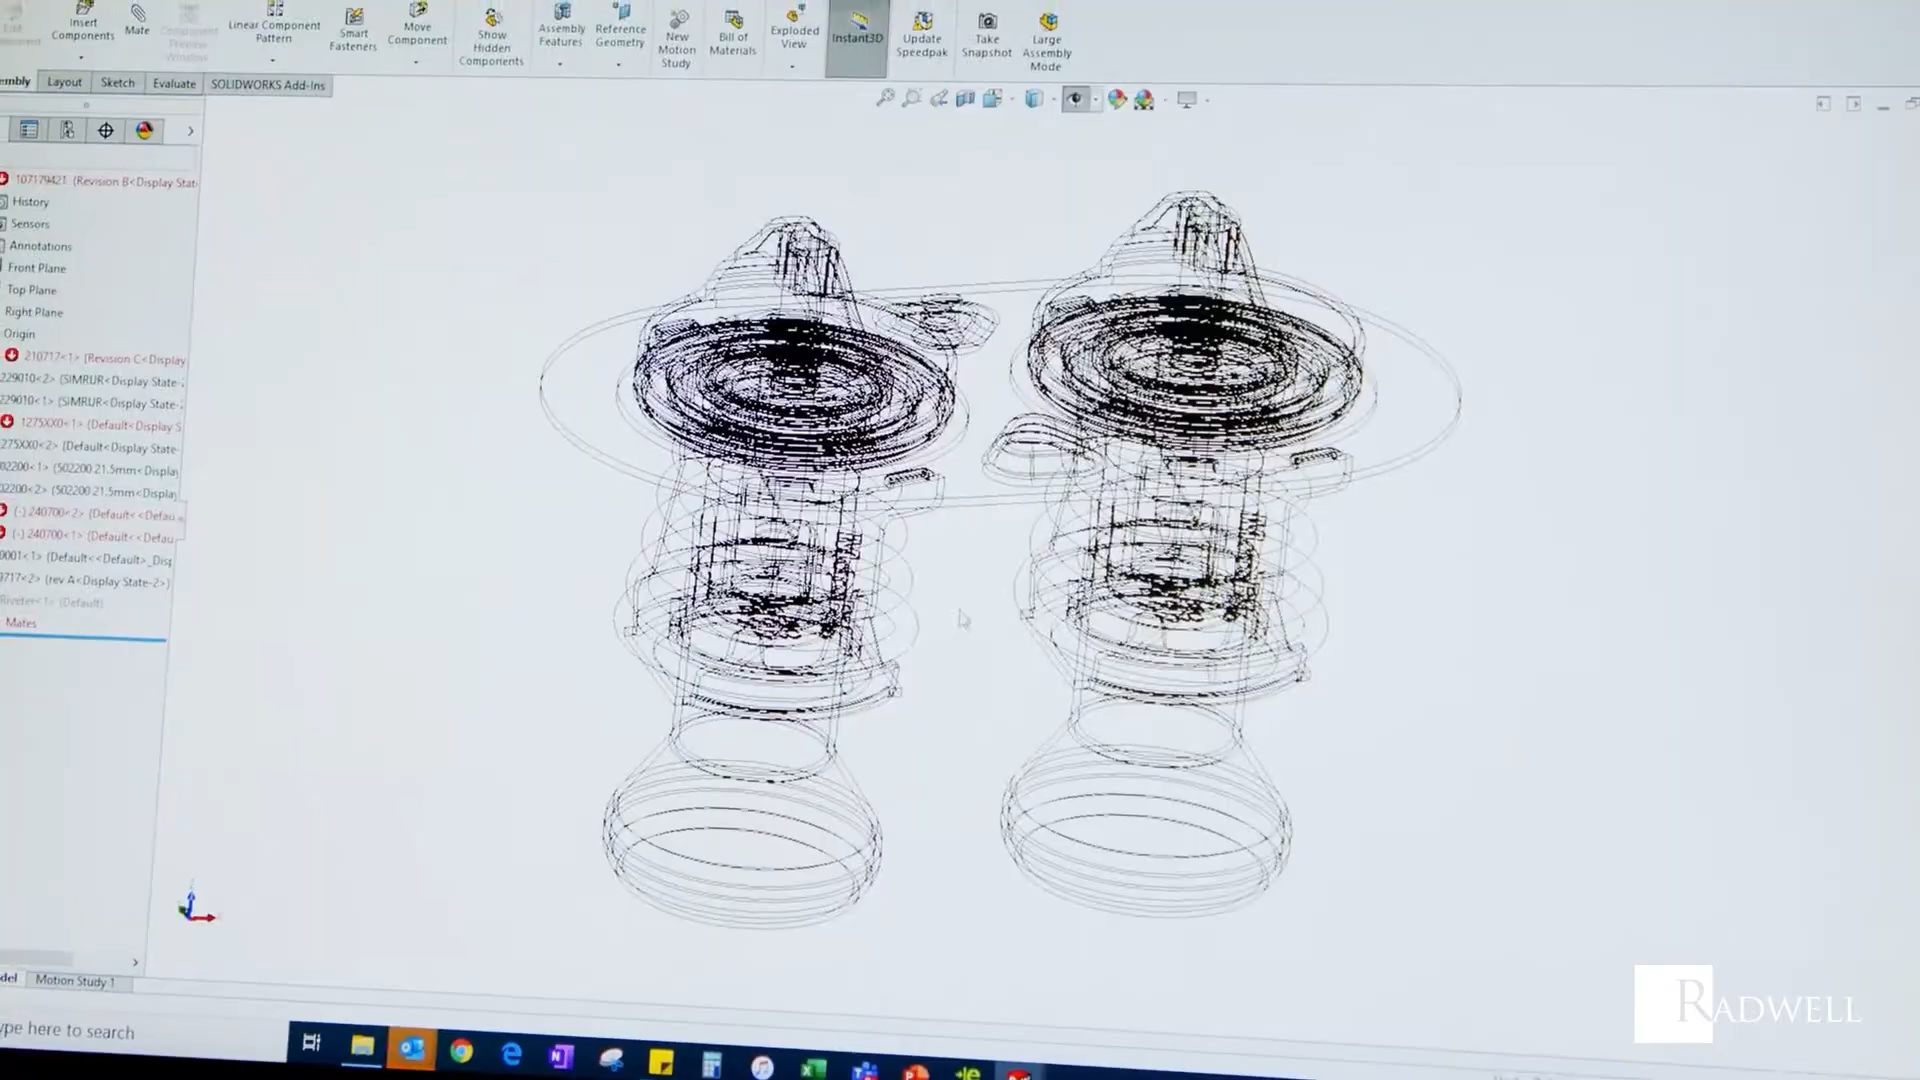 Insert
Components
Mate
Component
Preview
Window
Linear Component
Pattern
Smart
Fasteners
Move
Component
Show
Hidden
Components
Assembly
Features
Reference
Geometry
New
Motion
Study
Bill of
Materials
Exploded
View
Instant3D
Update
Speedpak
Take
Snapshot
Large
Assembly
Mode
embly
Layout
Sketch
Evaluate
SOLIDWORKS Add-Ins
107179421 (Revision B<Display Stat
History
Sensors
Annotations
Front Plane
Top Plane
Right Plane
Origin
210717<1> (Revision C<Display
229010<2> (SIMRIJR<Display State-
229010<1> (SIMRIJR<Display State-
1275XX0<1> (Default<Display S
275XX0<2> (Default<Display State-
02200<1> (502200 21.5mm<Display
02200<2> (502200 21.5mm<Display
(-) 240700<2> (Default<<Defau
(-) 240700<1> (Default<<Defau
0001<1> (Default<<Default>_Disp
0717<2> (rev A<Display State-2>)
Riveter<1> (Default)
Mates
del
Motion Study 1
ype here to search
RADWELL